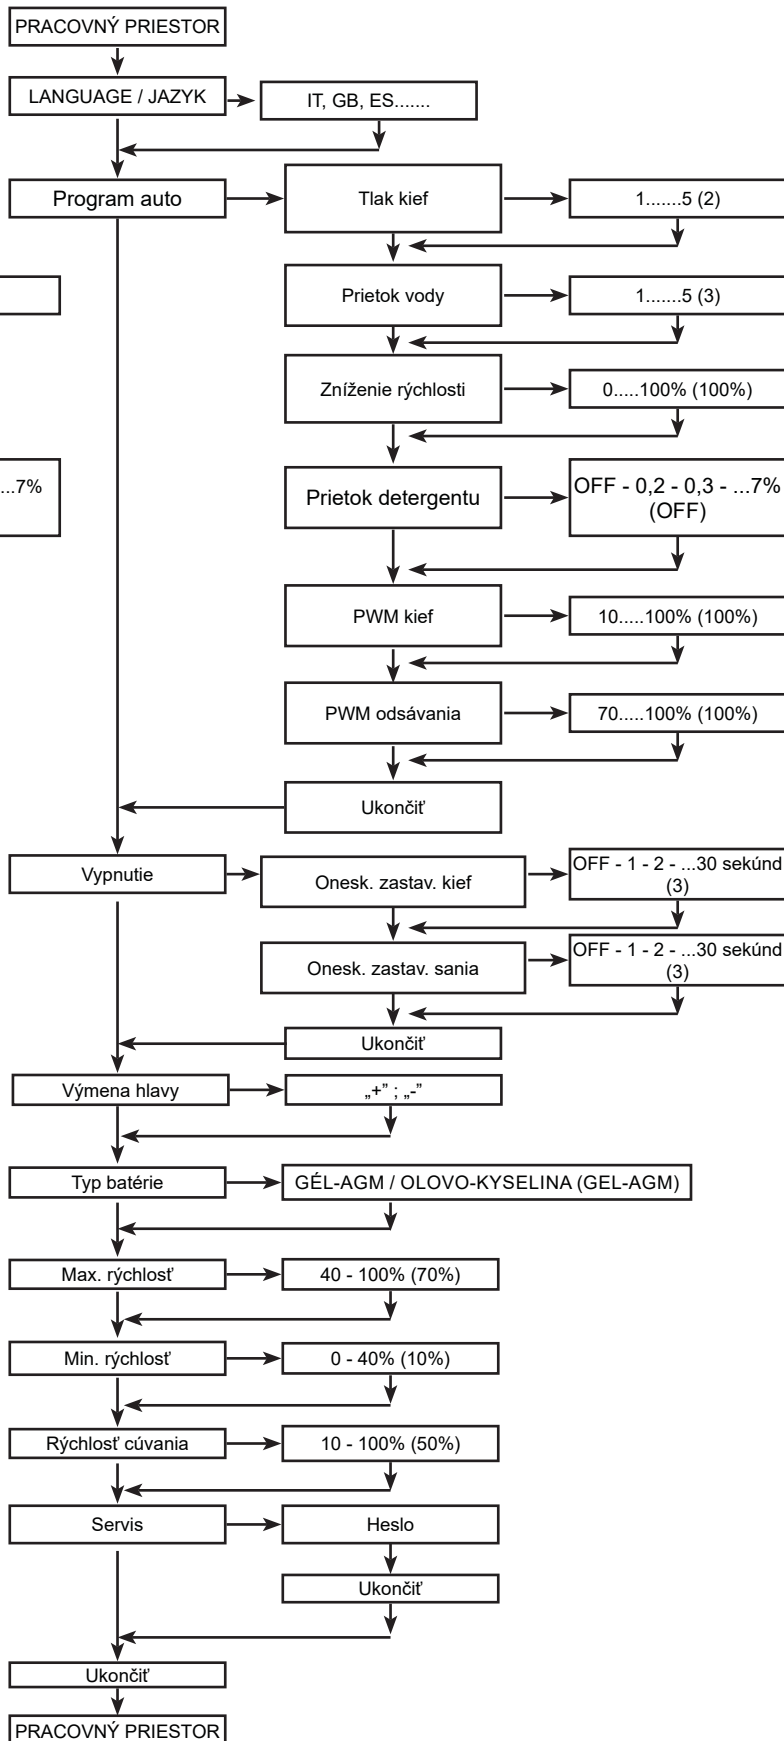 PRACOVNÝ PRIESTOR
LANGUAGE / JAZYK
IT, GB, ES.......
Program auto
Tlak kief
1.......5 (2)
Prietok vody
1.......5 (3)
Zníženie rýchlosti
0.....100% (100%)
...7%
Prietok detergentu
OFF - 0,2 - 0,3 - ...7%
(OFF)
PWM kief
10.....100% (100%)
PWM odsávania
70.....100% (100%)
Ukončiť
Vypnutie
Onesk. zastav. kief
OFF - 1 - 2 - ...30 sekúnd
(3)
Onesk. zastav. sania
OFF - 1 - 2 - ...30 sekúnd
(3)
Ukončiť
Výmena hlavy
„+” ; „-”
Typ batérie
GÉL-AGM / OLOVO-KYSELINA (GEL-AGM)
Max. rýchlosť
40 - 100% (70%)
Min. rýchlosť
0 - 40% (10%)
Rýchlosť cúvania
10 - 100% (50%)
Servis
Heslo
Ukončiť
Ukončiť
PRACOVNÝ PRIESTOR